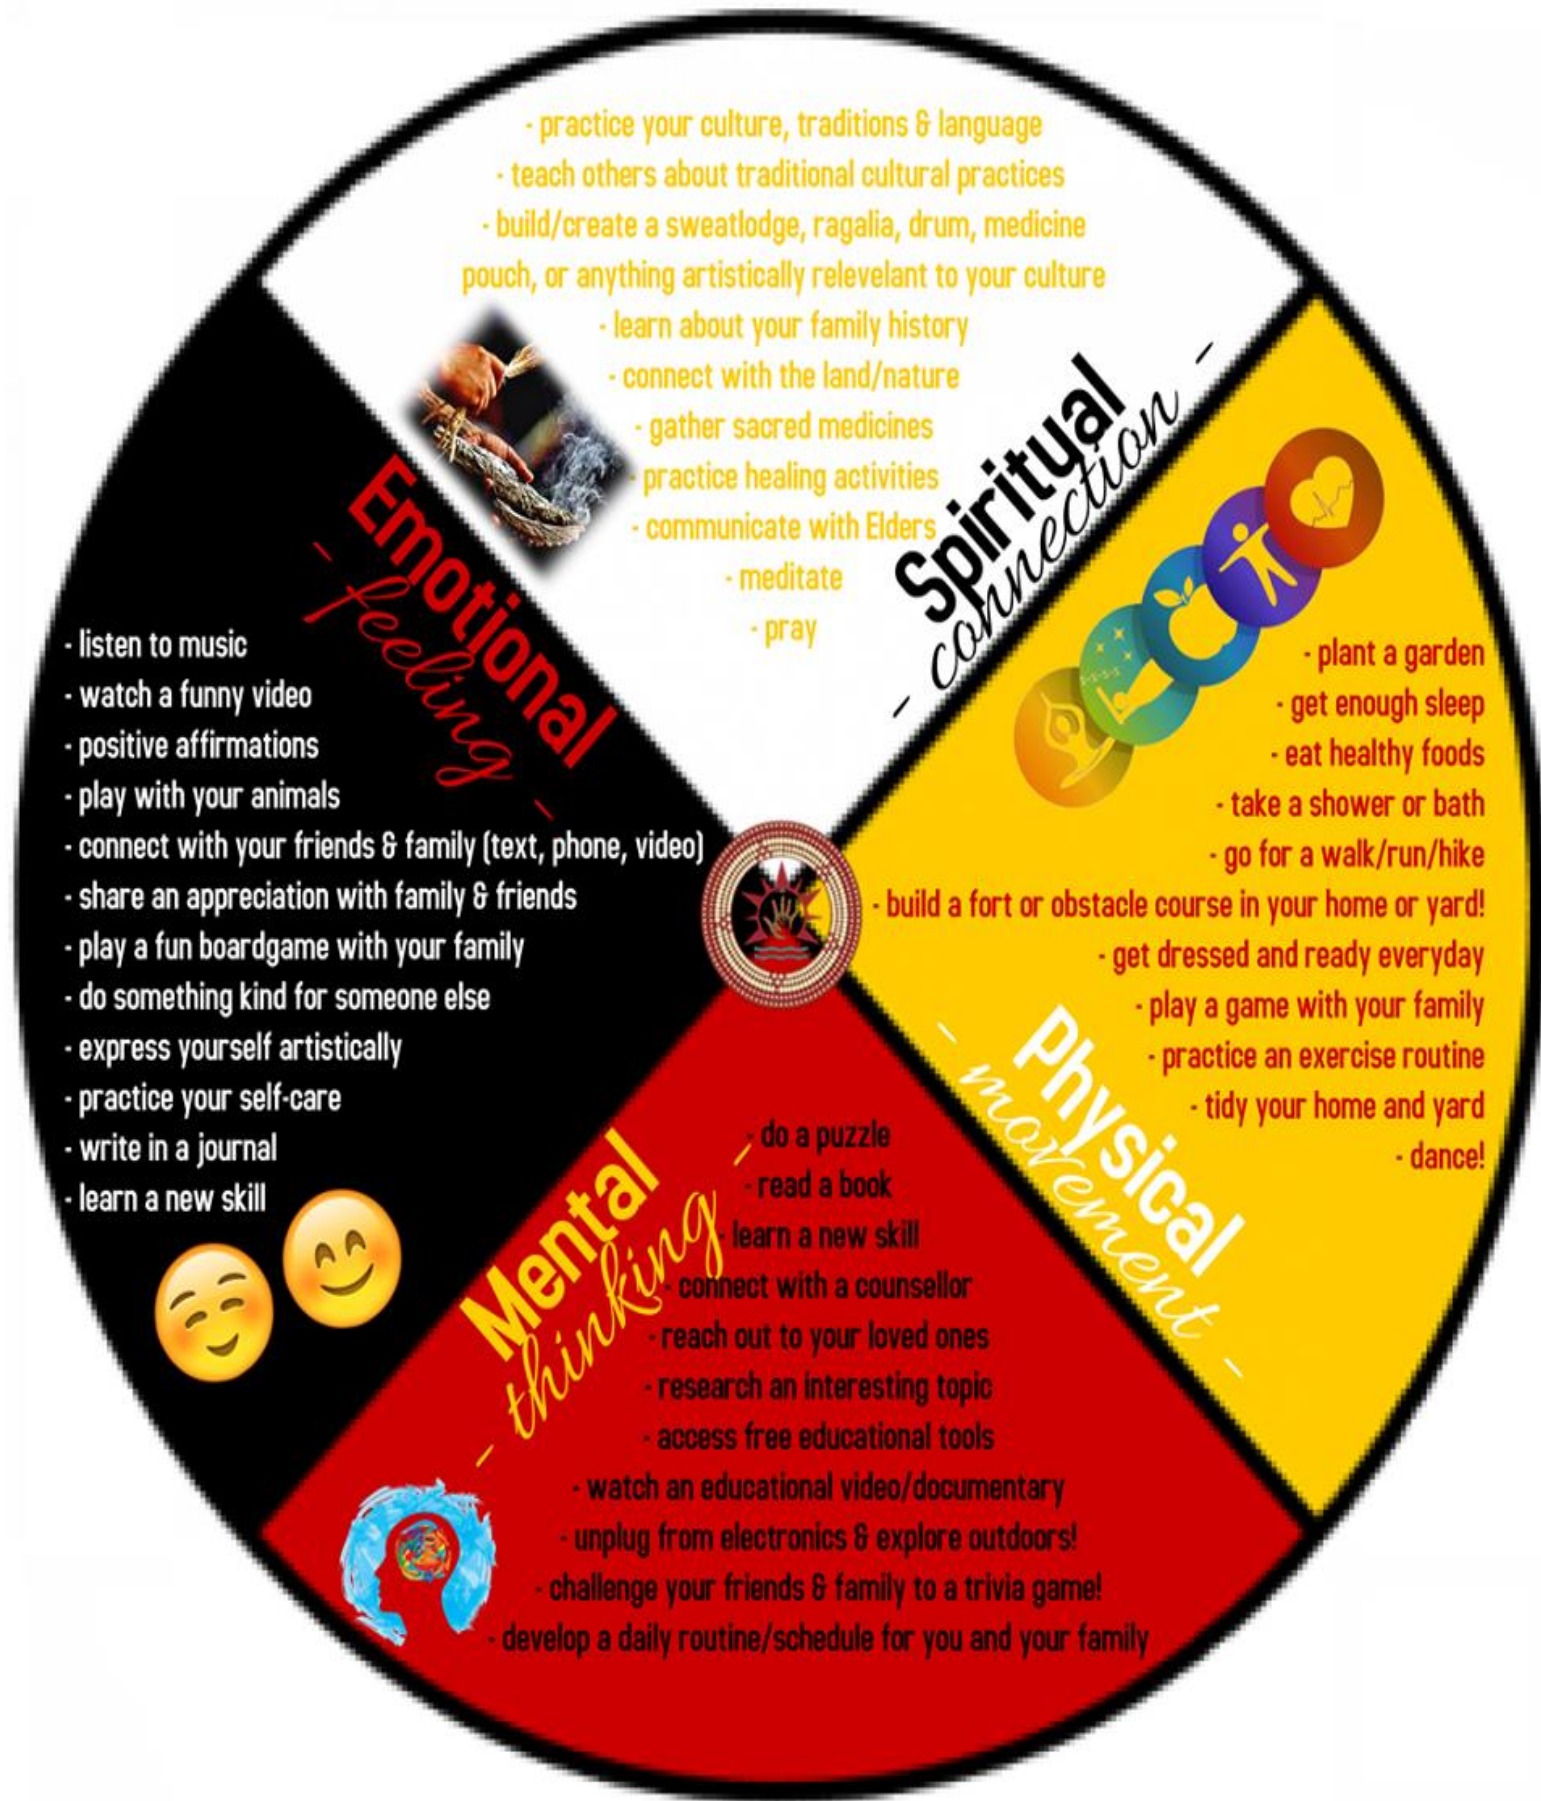 - practice your culture, traditions & language
- teach others about traditional cultural practices
- build/create a sweatlodge, ragalia, drum, medicine
pouch, or anything artistically relevelant to your culture
- learn about your family history
- connect with the land/nature
- gather sacred medicines
- practice healing activities
- communicate with Elders
- meditate
- pray
Spiritual
- connection -
Emotional
- feeling -
- listen to music
- watch a funny video
- positive affirmations
- play with your animals
- connect with your friends & family (text, phone, video)
- share an appreciation with family & friends
- play a fun boardgame with your family
- do something kind for someone else
- express yourself artistically
- practice your self-care
- write in a journal
- learn a new skill
- plant a garden
- get enough sleep
- eat healthy foods
- take a shower or bath
- go for a walk/run/hike
- build a fort or obstacle course in your home or yard!
- get dressed and ready everyday
- play a game with your family
- practice an exercise routine
- tidy your home and yard
- dance!
Physical
- movement -
Mental
- thinking -
- do a puzzle
- read a book
- learn a new skill
- connect with a counsellor
- reach out to your loved ones
- research an interesting topic
- access free educational tools
- watch an educational video/documentary
- unplug from electronics & explore outdoors!
- challenge your friends & family to a trivia game!
- develop a daily routine/schedule for you and your family